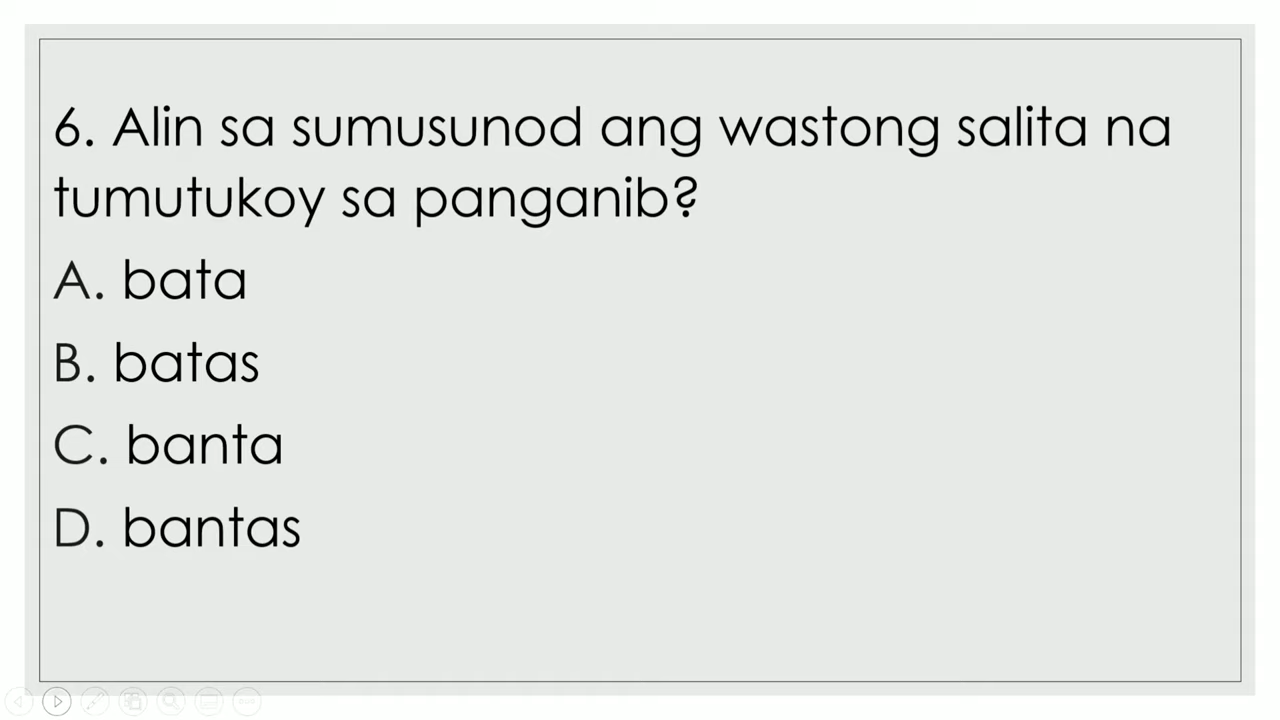 6. Alin sa sumusunod ang wastong salita na
tumutukoy sa panganib?
A. bata
B. batas
C. banta
D. bantas